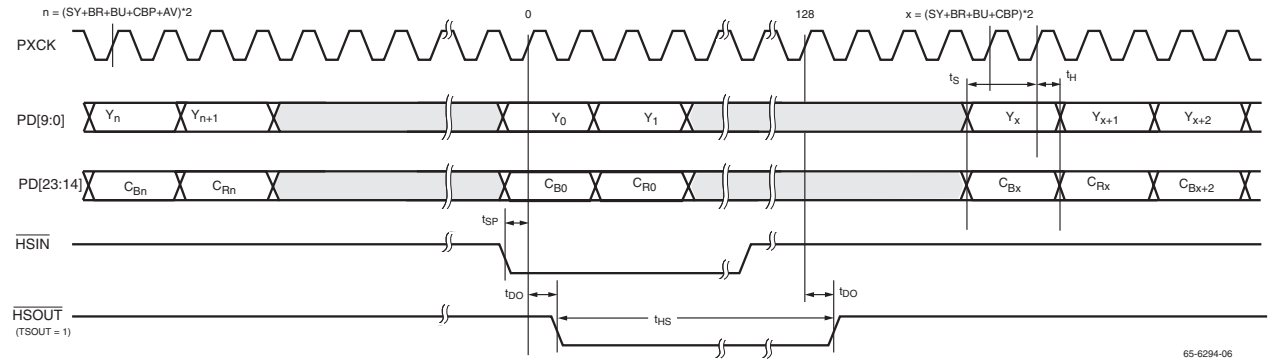 n = (SY+BR+BU+CBP+AV)*2 0 128 x = (SY+BR+BU+CBP)*2
PXCK
tS tH
PD[9:0] Yn Yn+1 Y0 Y1 Yx Yx+1 Yx+2
PD[23:14] CBn CRn CB0 CR0 CBx CRx CBx+2
tSP
HSIN
tDO tDO
HSOUT tHS
(TSOUT = 1)
65-6294-06